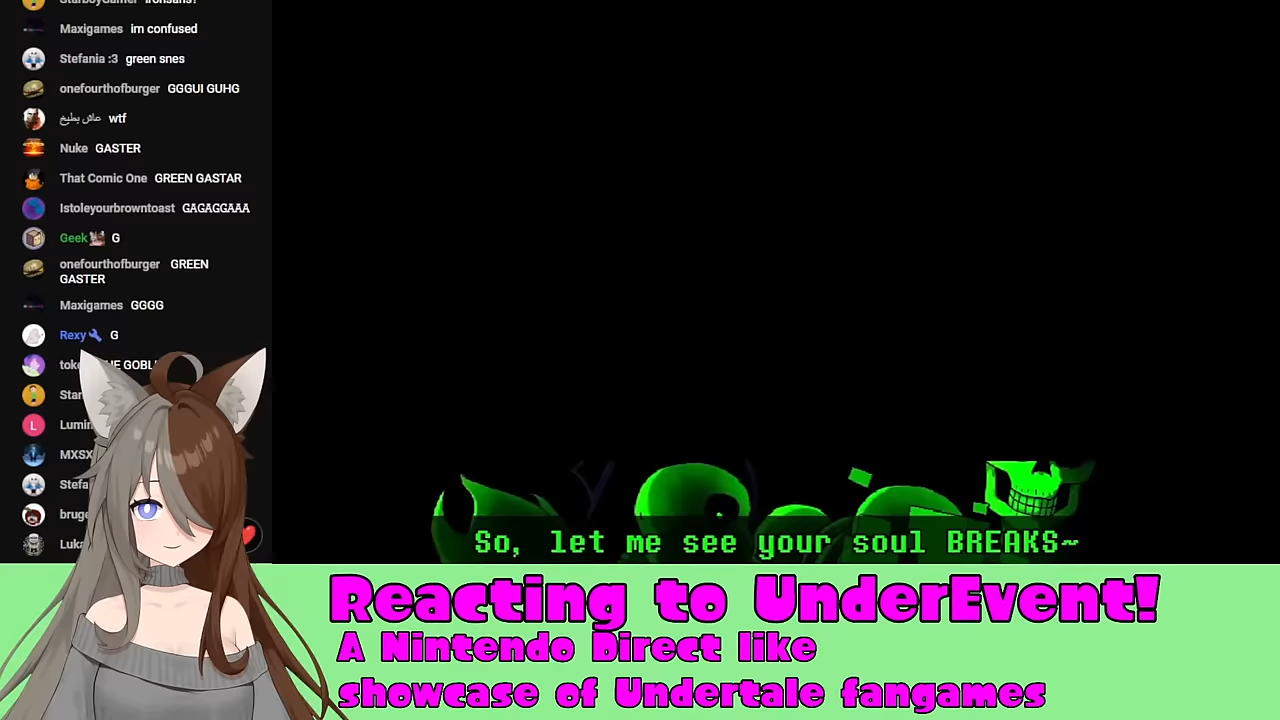 Maxigames im confused
Stefania :3 green snes
onefourthofburger GGGUI GUHG
عاش بطيخ wtf
Nuke GASTER
That Comic One GREEN GASTAR
Istoleyourbrowntoast GAGAGGAAA
Geek G
onefourthofburger GREEN
GASTER
Maxigames GGGG
Rexy G
L
So, let me see your soul BREAKS~
Reacting to UnderEvent!
A Nintendo Direct like
showcase of Undertale fangames